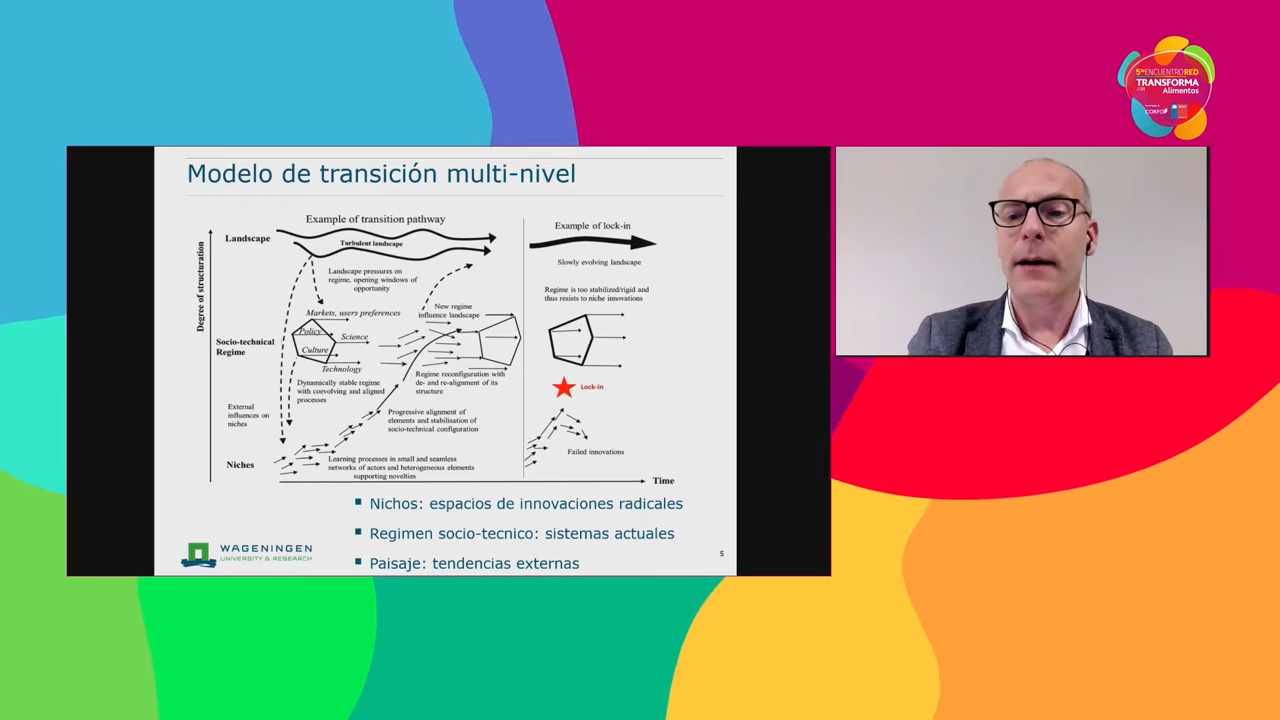 5to ENCUENTRO RED
TRANSFORMA
Alimentos
CORFO
Modelo de transición multi-nivel
Example of transition pathway
Example of lock-in
Landscape
Turbulent landscape
Slowly evolving landscape
Landscape pressures on
regime, opening windows of
opportunity
Regime is too stabilized/rigid and
thus resists to niche innovations
Degree of structuration
New regime
influence landscape
Markets, users preferences
Policy
Science
Socio-technical
Regime
Culture
Technology
Regime reconfiguration with
de- and re-alignment of its
structure
Dynamically stable regime
with coevolving and aligned
processes
Lock-in
External
influences on
niches
Progressive alignment of
elements and stabilisation of
socio-technical configuration
Failed innovations
Niches
Learning processes in small and seamless
networks of actors and heterogeneous elements
supporting novelties
Time
Nichos: espacios de innovaciones radicales
Regimen socio-tecnico: sistemas actuales
Paisaje: tendencias externas
WAGENINGEN
UNIVERSITY & RESEARCH
5